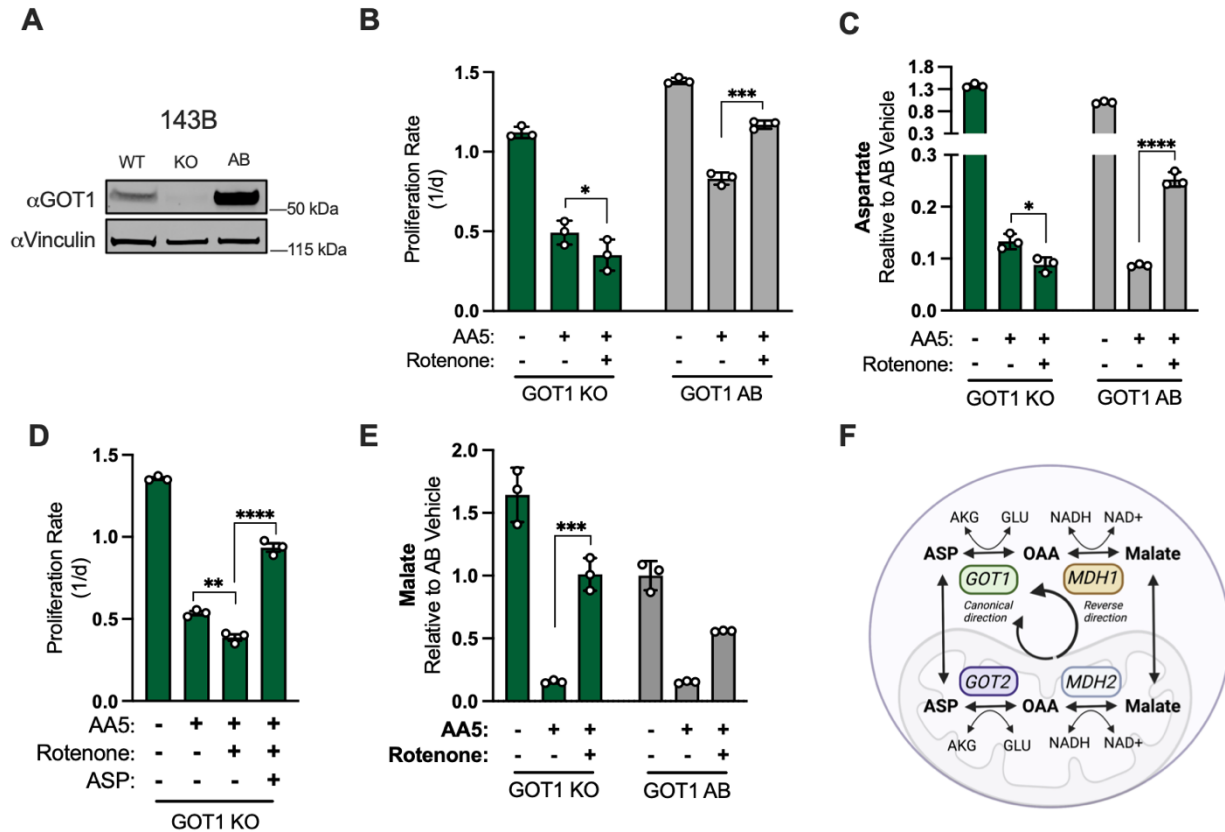 A
143B
WT KO AB
αGOT1
50 kDa
αVinculin
115 kDa
B
Proliferation Rate
(1/d)
1.5
1.0
0.5
0.0
*
***
AA5: - + + - + +
Rotenone: - - + - - +
GOT1 KO GOT1 AB
C
Aspartate
Realtive to AB Vehicle
1.8
1.3
0.8
0.3
0.3
0.2
0.1
0.0
*
****
AA5: - + + - + +
Rotenone: - - + - - +
GOT1 KO GOT1 AB
D
Proliferation Rate
(1/d)
1.5
1.0
0.5
0.0
**
****
AA5: - + + +
Rotenone: - - + +
ASP: - - - +
GOT1 KO
E
Malate
Relative to AB Vehicle
2.0
1.5
1.0
0.5
0.0
***
AA5: - + + - + +
Rotenone: - - + - - +
GOT1 KO GOT1 AB
F
AKG GLU NADH NAD+
ASP OAA Malate
GOT1 MDH1
Canonical direction
Reverse direction
GOT2 MDH2
ASP OAA Malate
AKG GLU NADH NAD+